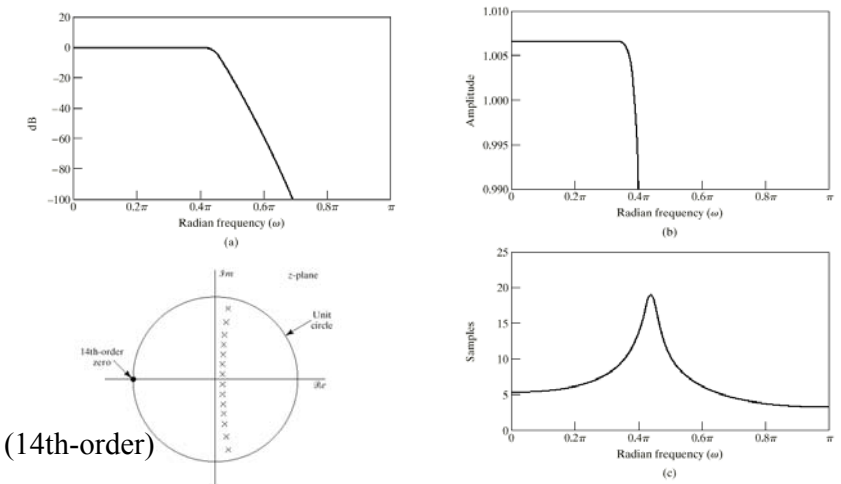 20
0
−20
−40
−60
−80
−100
dB
0
0.2π
0.4π
0.6π
0.8π
π
Radian frequency (ω)
(a)
1.010
1.005
1.000
0.995
0.990
Amplitude
0
0.2π
0.4π
0.6π
0.8π
π
Radian frequency (ω)
(b)
ℐm
z-plane
Unit
circle
14th-order
zero
ℛe
(14th-order)
25
20
15
10
5
0
Samples
0
0.2π
0.4π
0.6π
0.8π
π
Radian frequency (ω)
(c)